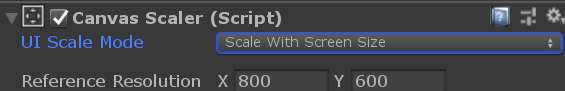 Canvas Scaler (Script)
UI Scale Mode Scale With Screen Size
Reference Resolution X 800 Y 600